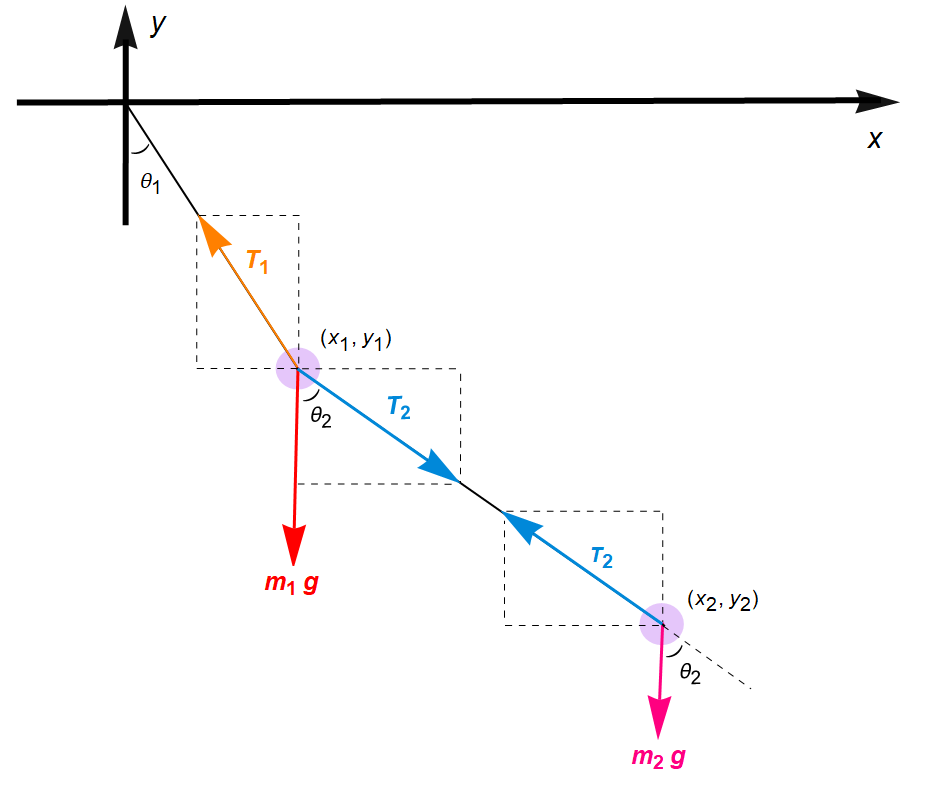 y
x
θ₁
T₁
(x₁, y₁)
T₂
θ₂
m₁ g
T₂
(x₂, y₂)
θ₂
m₂ g